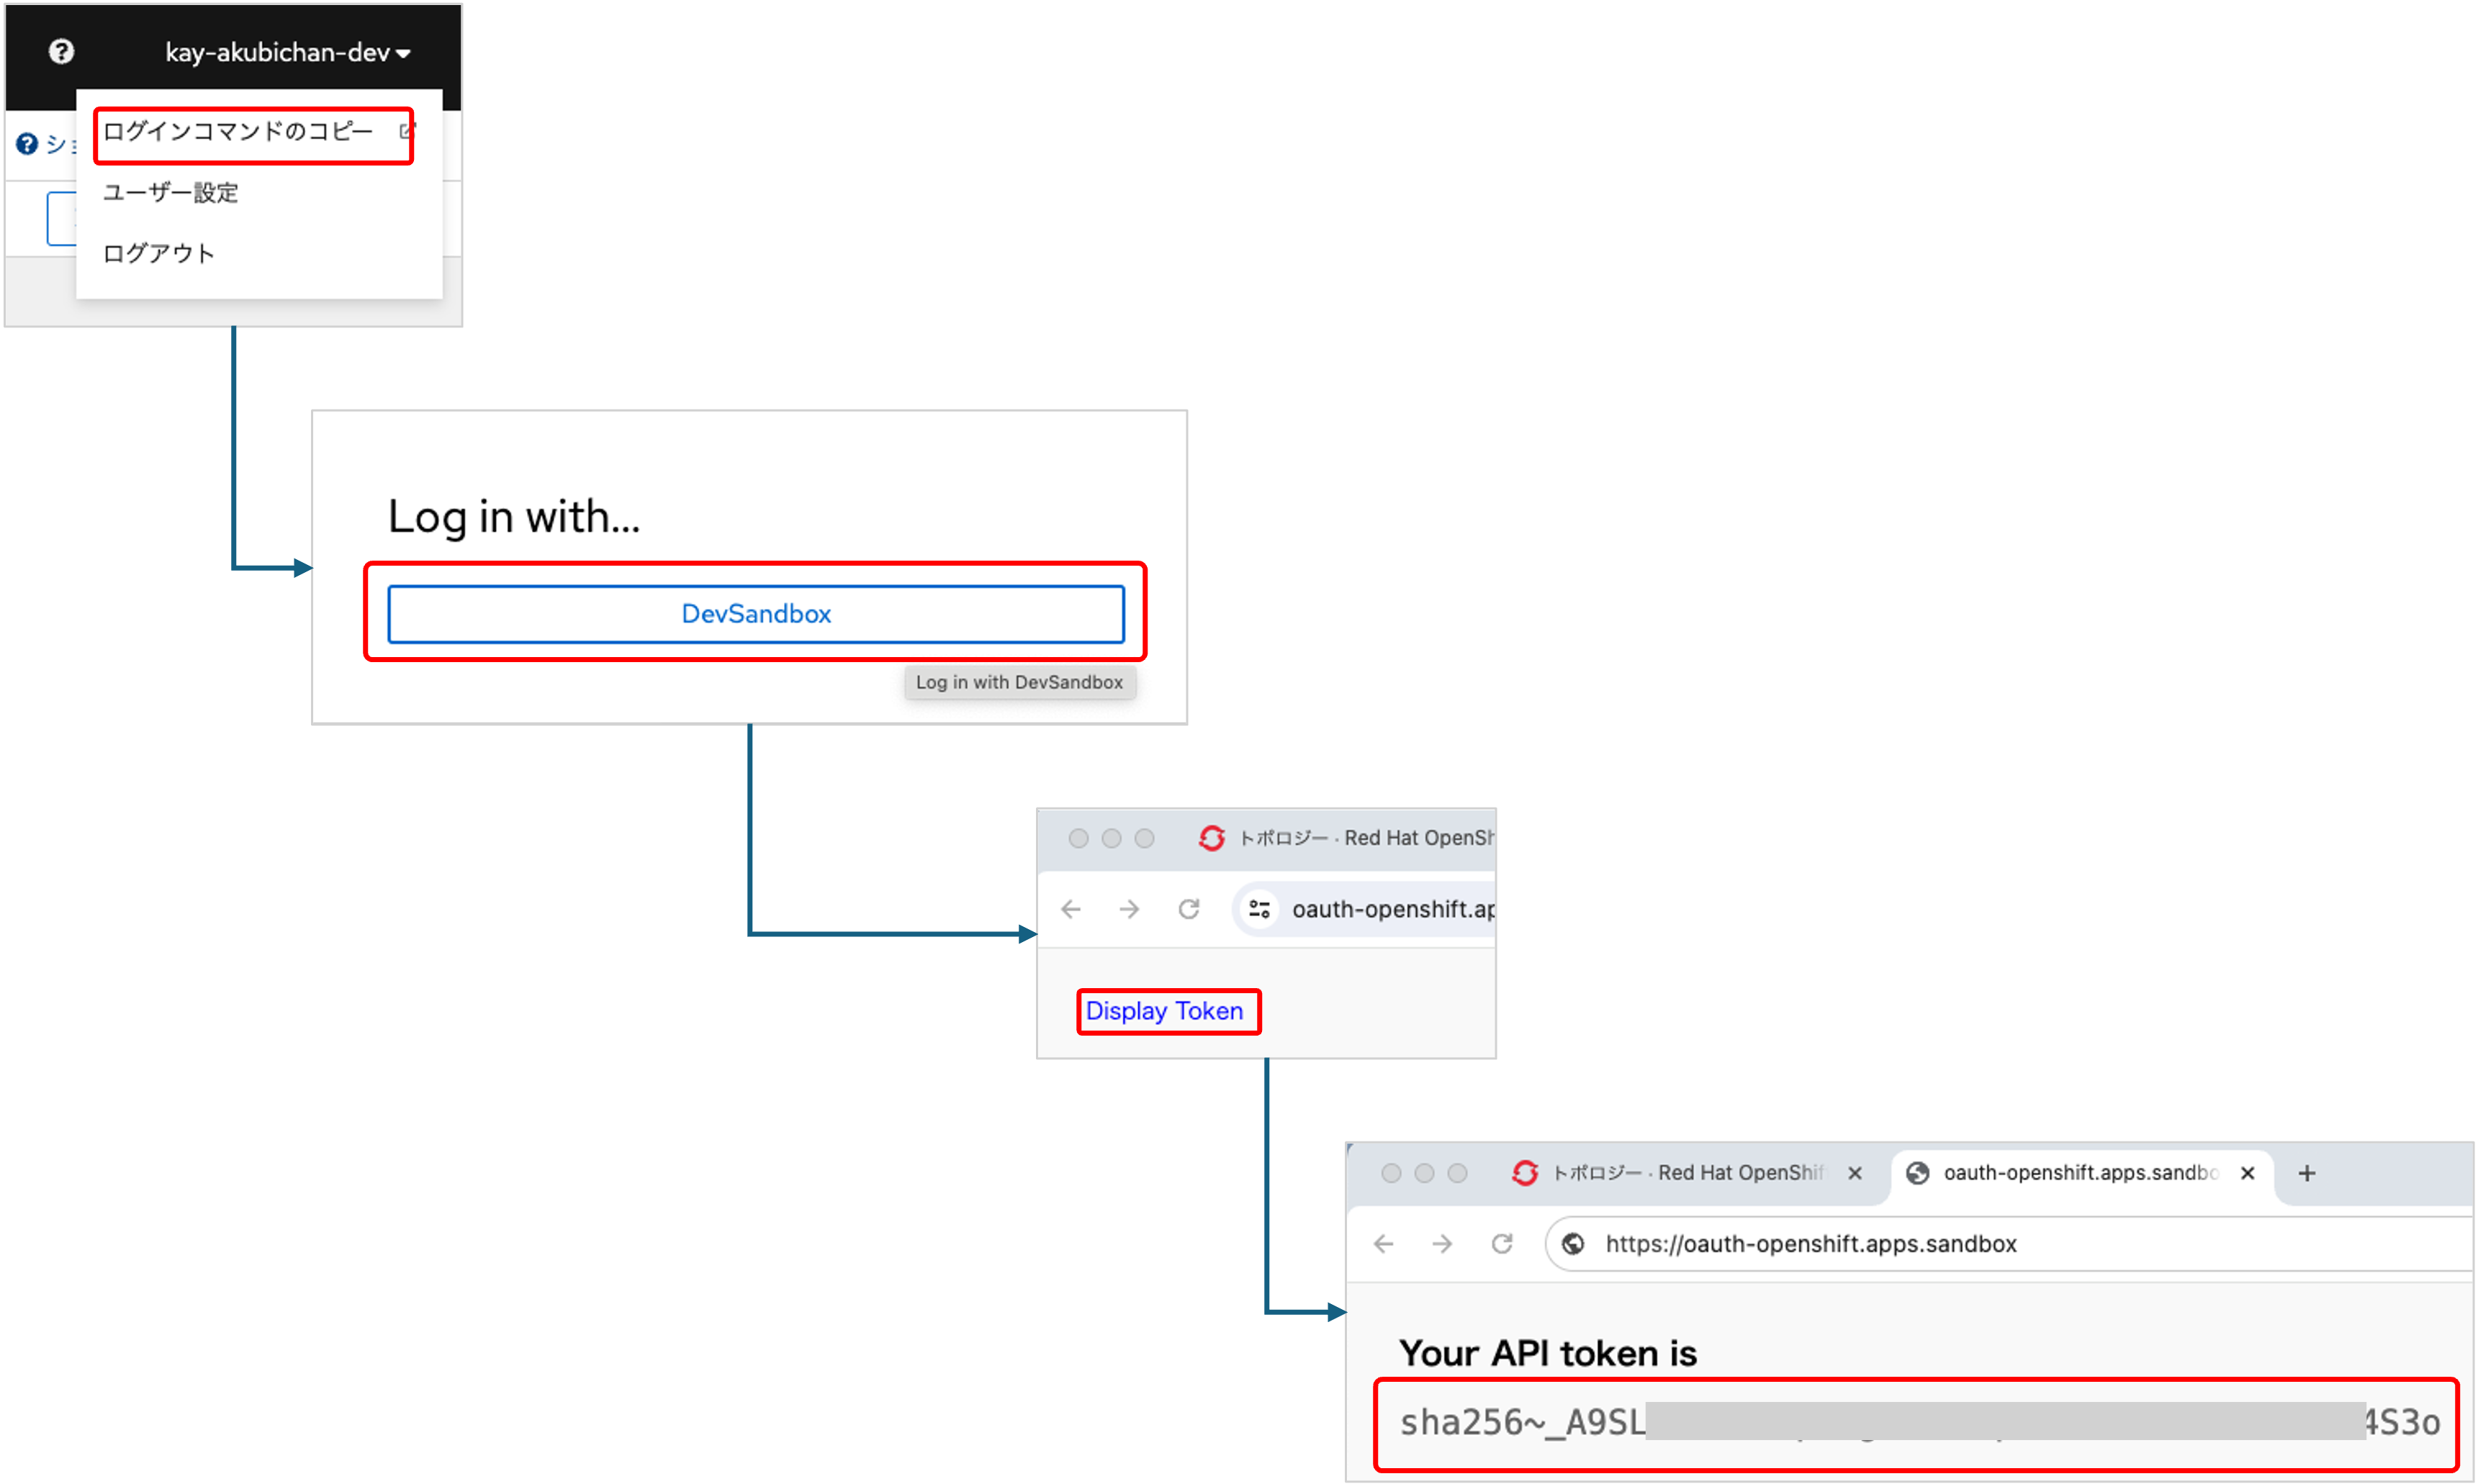 kay-akubichan-dev
ログインコマンドのコピー
ユーザー設定
ログアウト
Log in with...
DevSandbox
Log in with DevSandbox
トポロジー · Red Hat OpenSh
oauth-openshift.ap
Display Token
トポロジー · Red Hat OpenShif
oauth-openshift.apps.sandbo
https://oauth-openshift.apps.sandbox
Your API token is
sha256~_A9SL 4S3o